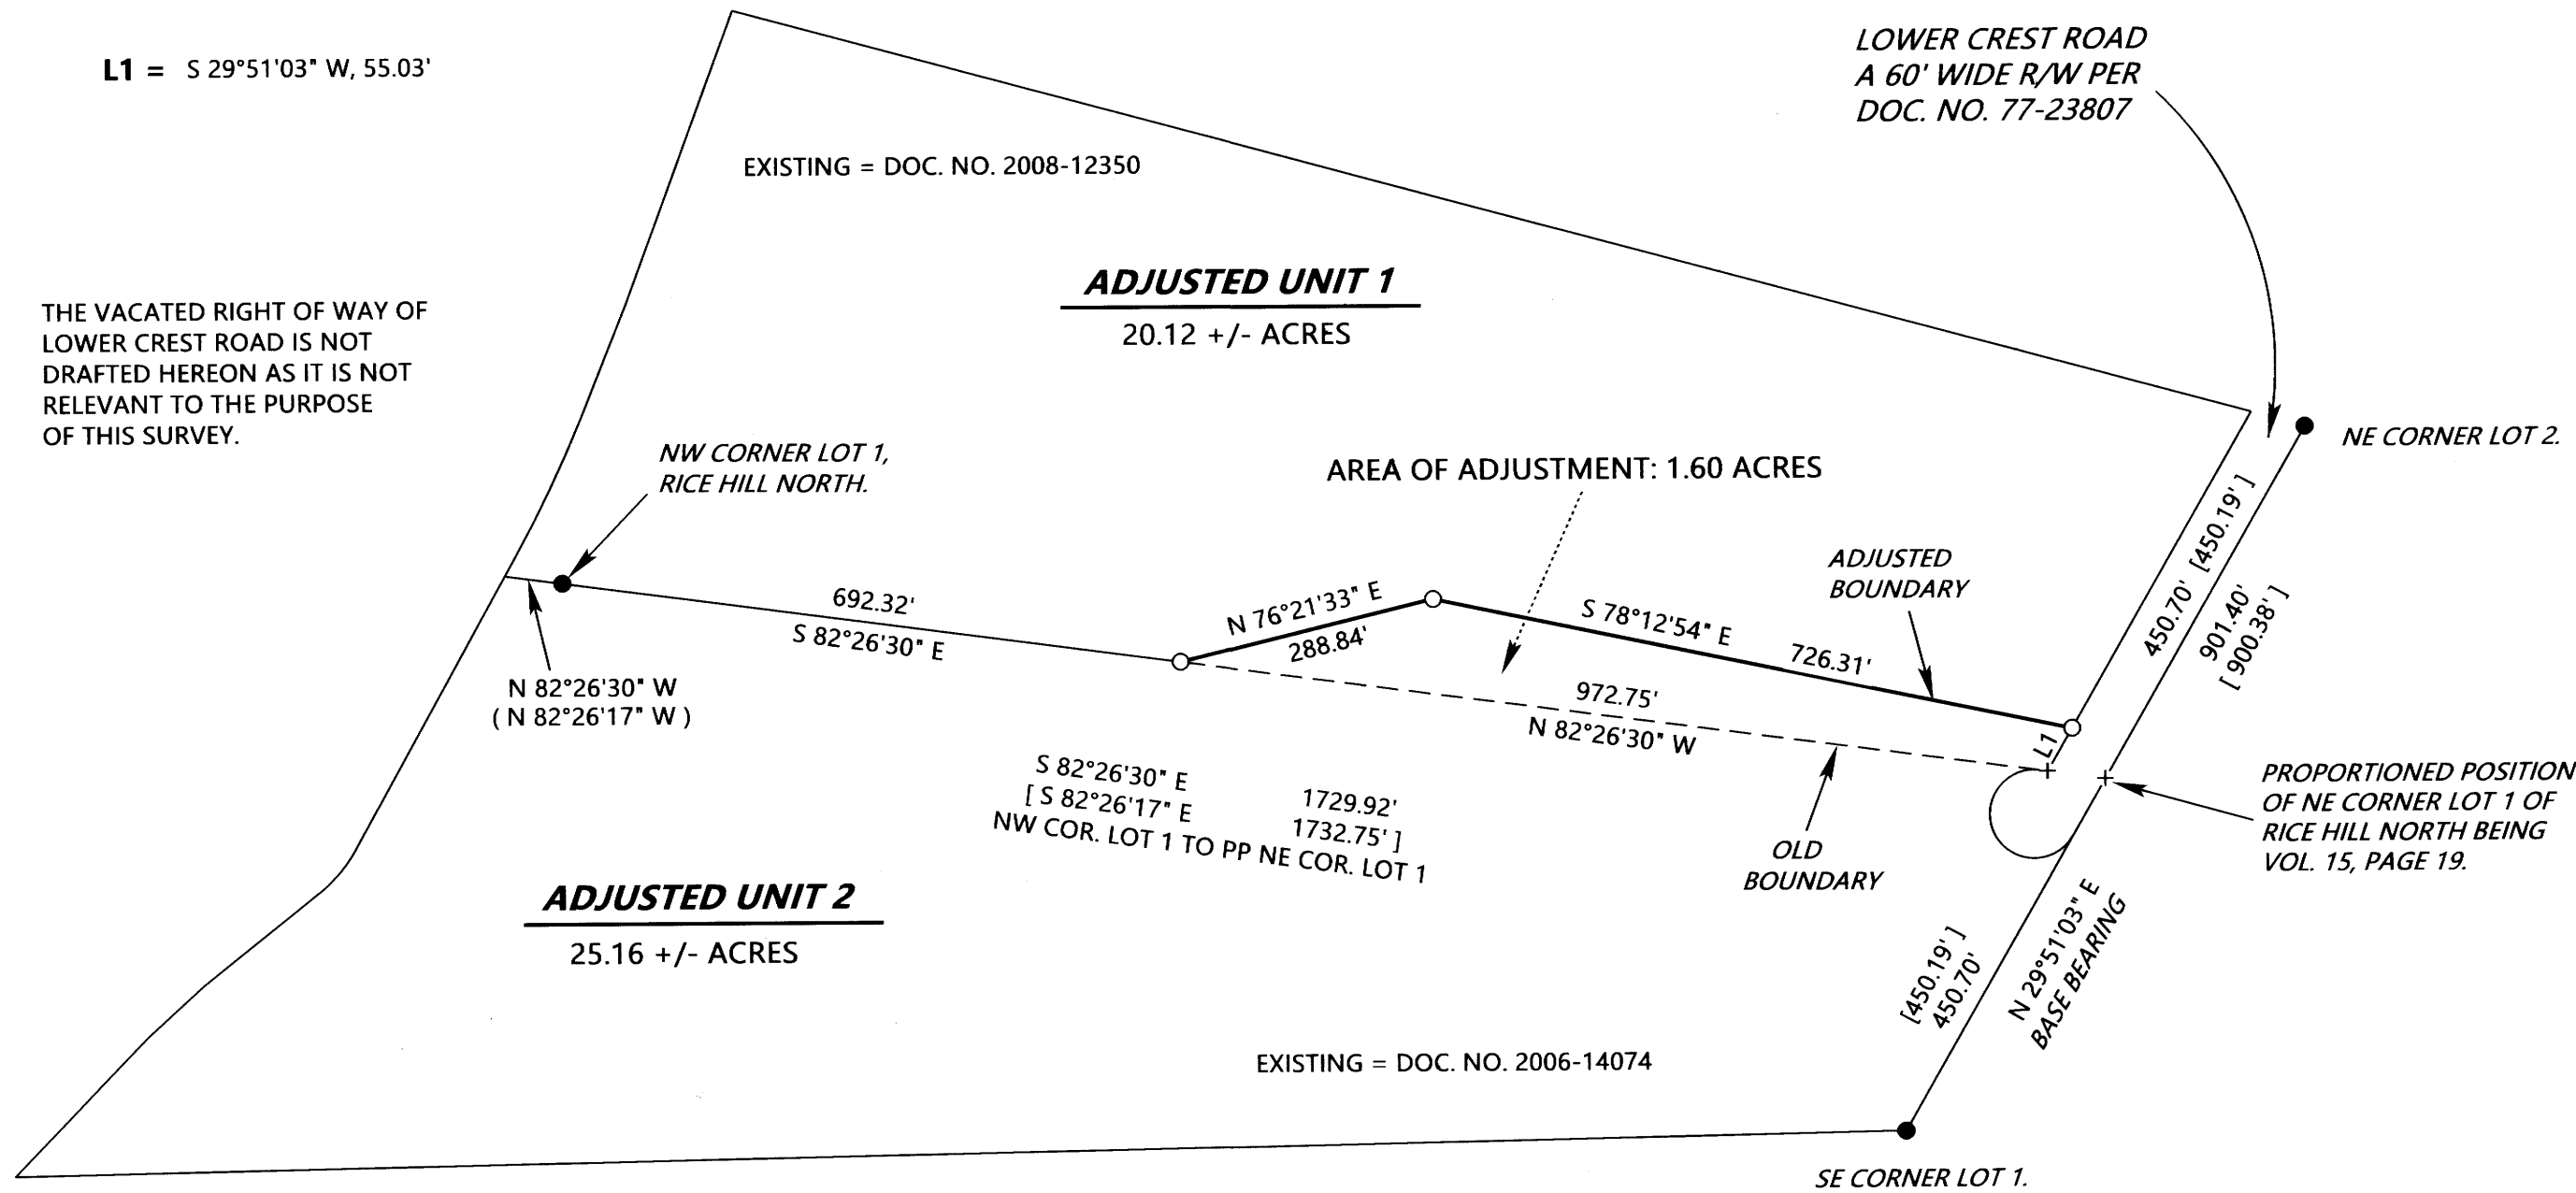 L1 = S 29°51'03" W, 55.03'
LOWER CREST ROAD
A 60' WIDE R/W PER
DOC. NO. 77-23807
EXISTING = DOC. NO. 2008-12350
ADJUSTED UNIT 1
20.12 +/- ACRES
THE VACATED RIGHT OF WAY OF
LOWER CREST ROAD IS NOT
DRAFTED HEREON AS IT IS NOT
RELEVANT TO THE PURPOSE
OF THIS SURVEY.
NW CORNER LOT 1,
RICE HILL NORTH.
AREA OF ADJUSTMENT: 1.60 ACRES
NE CORNER LOT 2.
450.70' [450.19' ]
901.40'
[ 900.38' ]
ADJUSTED
BOUNDARY
692.32'
S 82°26'30" E
N 76°21'33" E
288.84'
S 78°12'54" E 726.31'
N 82°26'30" W
( N 82°26'17" W )
972.75'
N 82°26'30" W
L1
S 82°26'30" E 1729.92'
[ S 82°26'17" E 1732.75' ]
NW COR. LOT 1 TO PP NE COR. LOT 1
PROPORTIONED POSITION
OF NE CORNER LOT 1 OF
RICE HILL NORTH BEING
VOL. 15, PAGE 19.
OLD
BOUNDARY
ADJUSTED UNIT 2
25.16 +/- ACRES
[450.19' ]
450.70'
N 29°51'03" E
BASE BEARING
EXISTING = DOC. NO. 2006-14074
SE CORNER LOT 1.